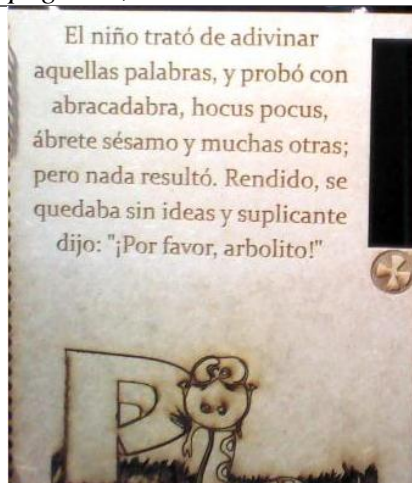 El niño trató de adivinar
aquellas palabras, y probó con
abracadabra, hocus pocus,
ábrete sésamo y muchas otras;
pero nada resultó. Rendido, se
quedaba sin ideas y suplicante
dijo: "¡Por favor, arbolito!"
P